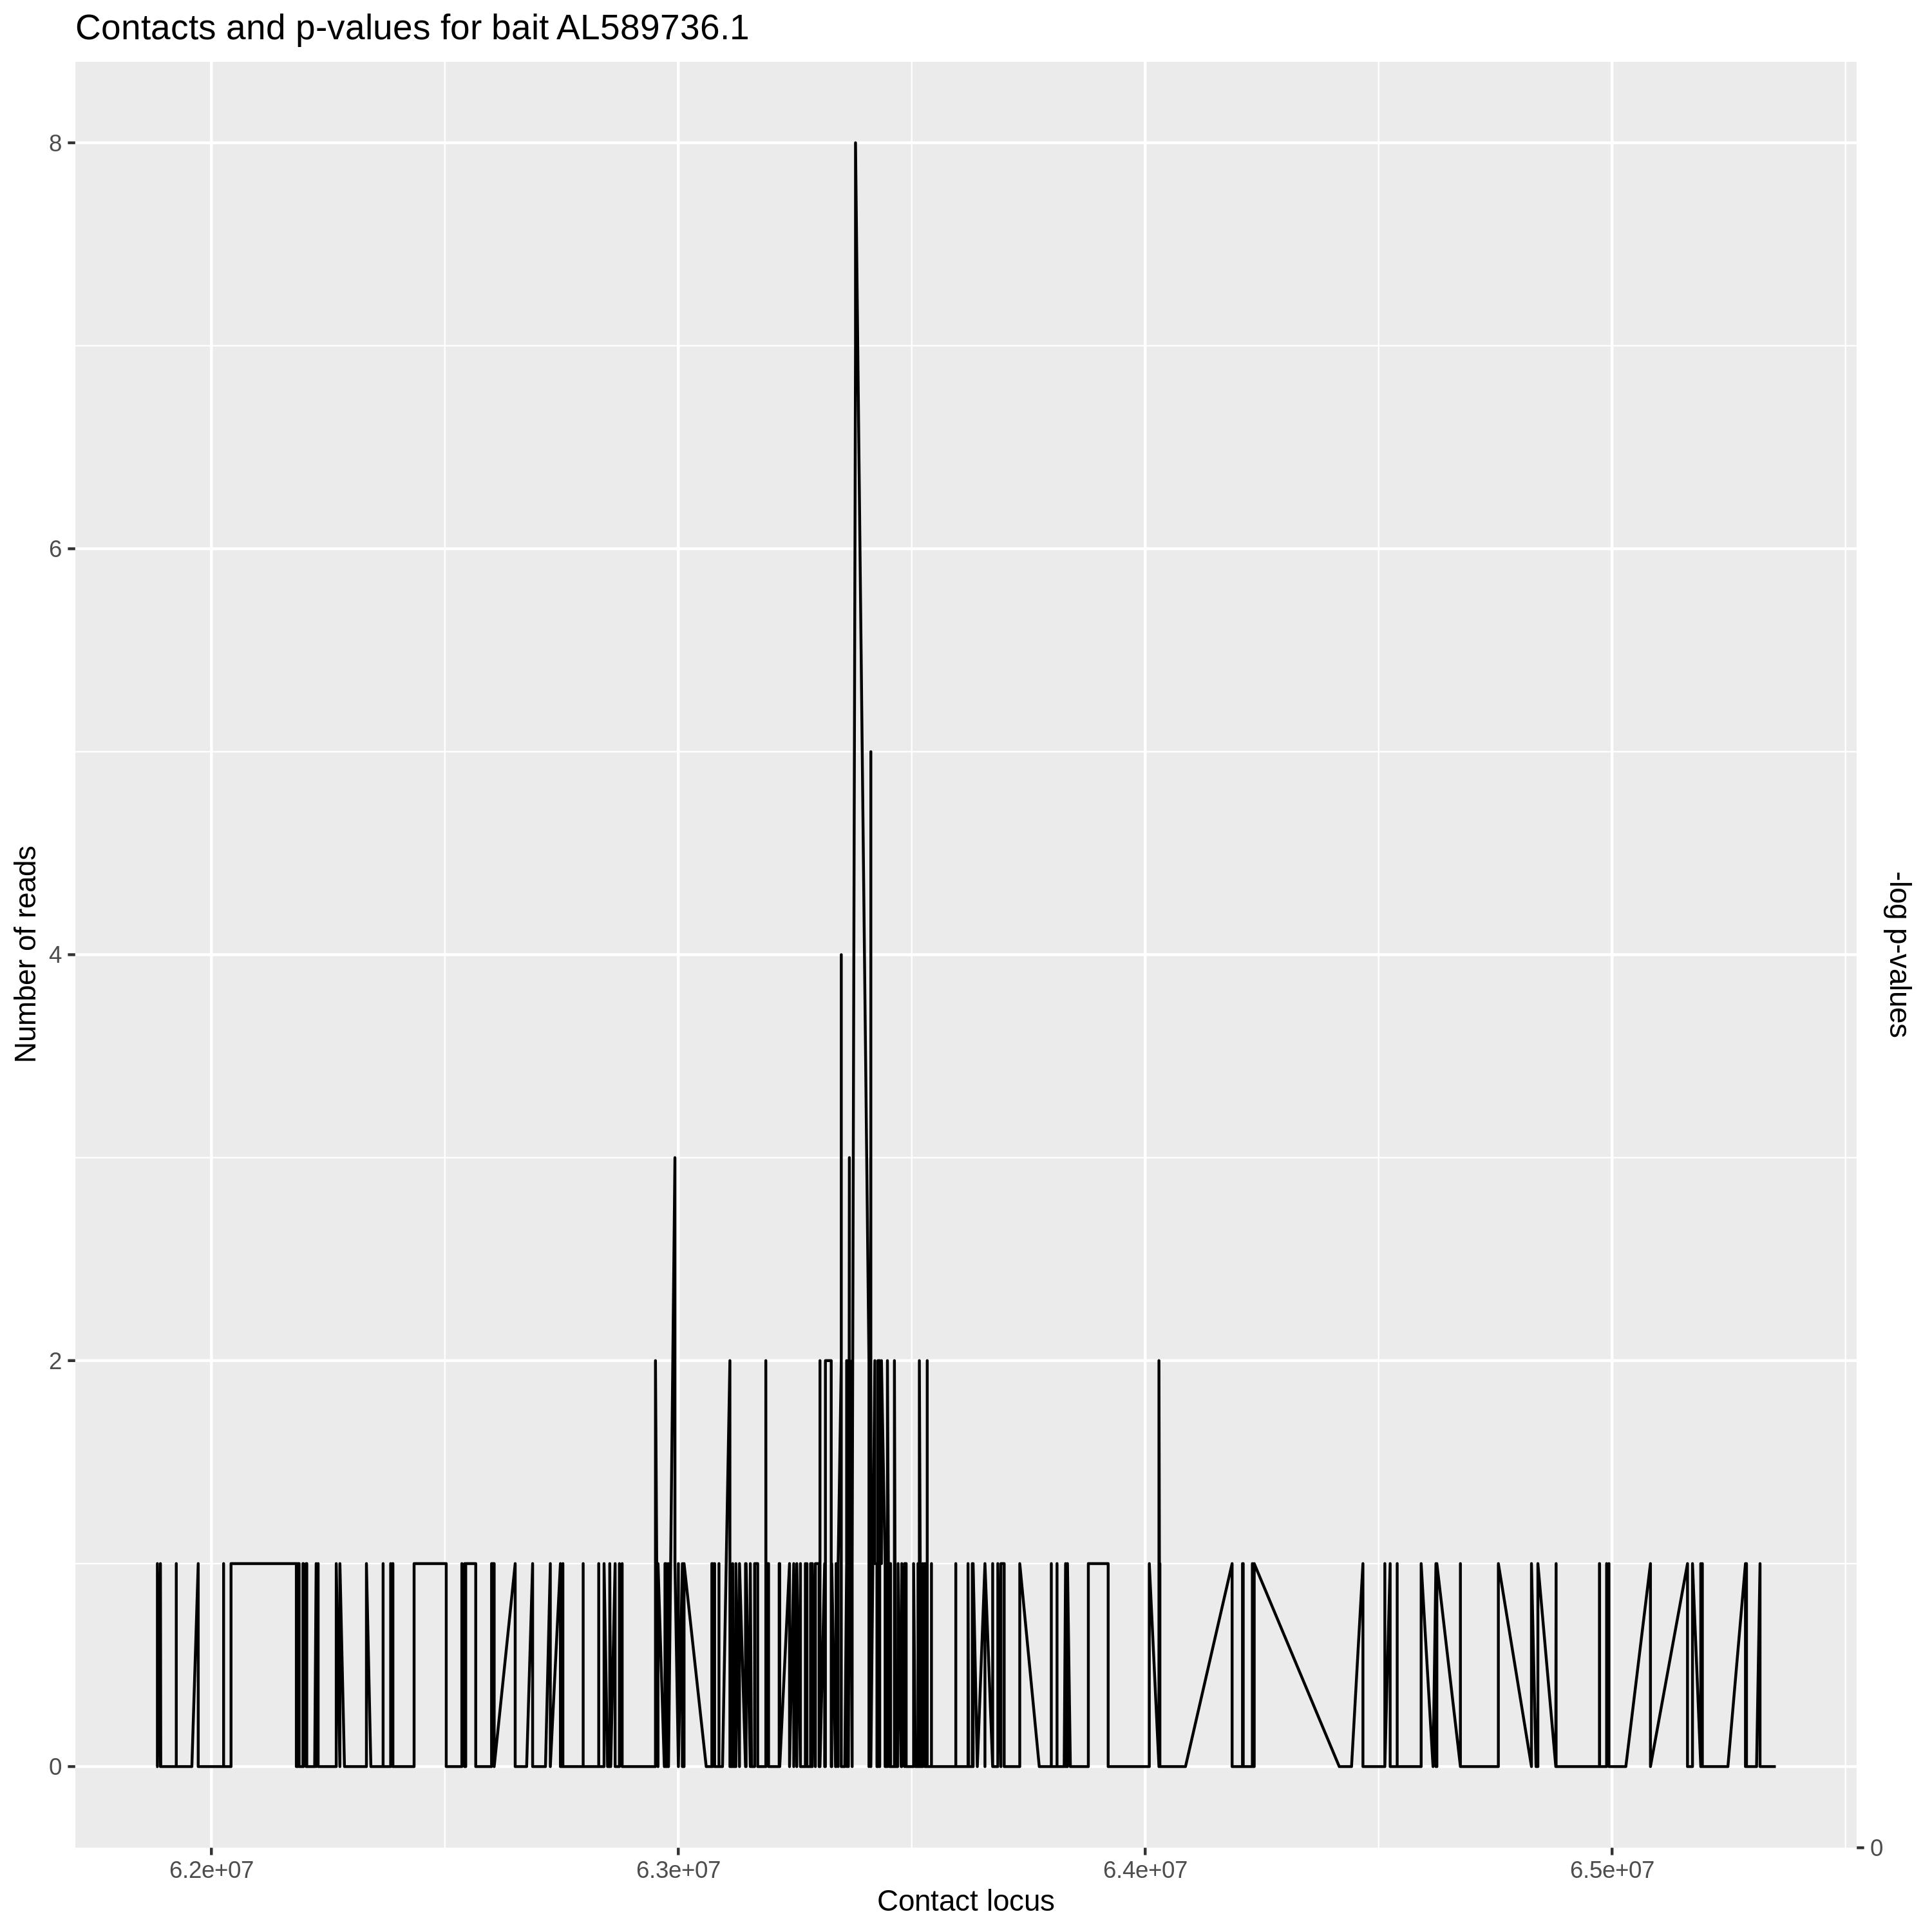 Contacts and p-values for bait AL589736.1
8
6
4
2
0
Number of reads
-log p-values
0
6.2e+07
6.3e+07
6.4e+07
6.5e+07
Contact locus